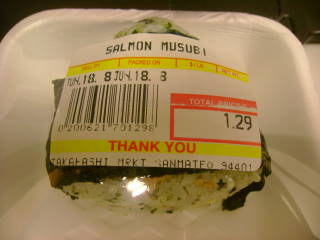 SALMON MUSUBI
SELL BY PACKED ON $/LB NET WT.
JUN.18. 8 JUN.18. 8
TOTAL PRICE
1.29
0 200621 701298
THANK YOU
TAKAHASHI MRKT SANMATEO 94401